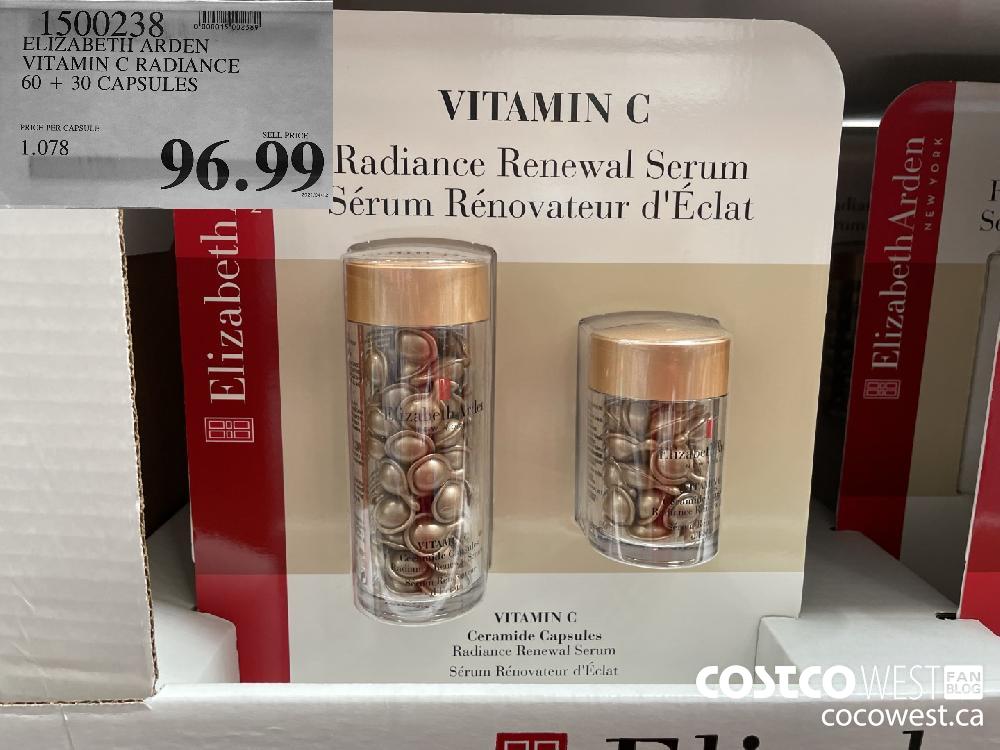 1500238
ELIZABETH ARDEN
VITAMIN C RADIANCE
60 + 30 CAPSULES
PRICE PER CAPSULE
1.078
SELL PRICE
96.99
VITAMIN C
Radiance Renewal Serum
Sérum Rénovateur d'Éclat
Elizabeth
Elizabeth Arden
VITAMIN C
Ceramide Capsules
Radiance Renewal Serum
Sérum Rénovateur d'Éclat
ElizabethArden
NEW YORK
COSTCO WEST FAN BLOG
cocowest.ca